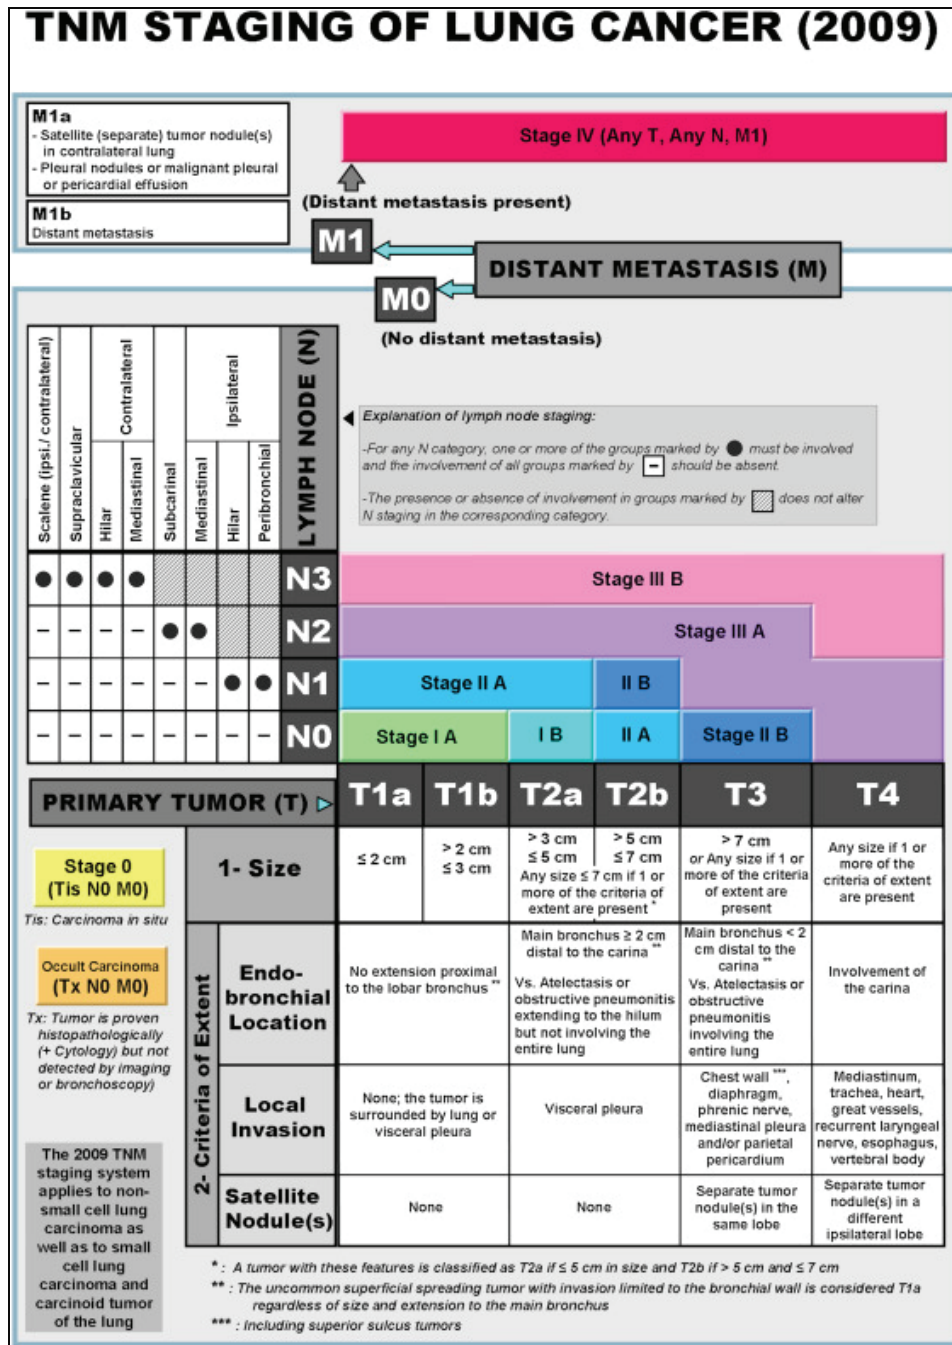 TNM STAGING OF LUNG CANCER (2009)
M1a
- Satellite (separate) tumor nodule(s)
in contralateral lung
- Pleural nodules or malignant pleural
or pericardial effusion
M1b
Distant metastasis
Stage IV (Any T, Any N, M1)
(Distant metastasis present)
M1
DISTANT METASTASIS (M)
M0
(No distant metastasis)
Scalene (ipsi./ contralateral)
Supraclavicular
Contralateral
Hilar
Mediastinal
Subcarinal
Ipsilateral
Mediastinal
Hilar
Peribronchial
LYMPH NODE (N)
Explanation of lymph node staging:
-For any N category, one or more of the groups marked by ● must be involved
and the involvement of all groups marked by – should be absent.
-The presence or absence of involvement in groups marked by does not alter
N staging in the corresponding category.
● ● ● ● N3
Stage III B
– – – – ● ● N2
Stage III A
– – – – – – ● ● N1
Stage II A
II B
– – – – – – – – N0
Stage I A
I B
II A
Stage II B
PRIMARY TUMOR (T)
T1a
T1b
T2a
T2b
T3
T4
Stage 0
(Tis N0 M0)
Tis: Carcinoma in situ
Occult Carcinoma
(Tx N0 M0)
Tx: Tumor is proven
histopathologically
(+ Cytology) but not
detected by imaging
or bronchoscopy)
The 2009 TNM
staging system
applies to non-
small cell lung
carcinoma as
well as to small
cell lung
carcinoma and
carcinoid tumor
of the lung
1- Size
≤ 2 cm
> 2 cm
≤ 3 cm
> 3 cm
≤ 5 cm
> 5 cm
≤ 7 cm
Any size ≤ 7 cm if 1 or
more of the criteria of
extent are present *
> 7 cm
or Any size if 1 or
more of the criteria
of extent are
present
Any size if 1 or
more of the
criteria of extent
are present
2- Criteria of Extent
Endo-
bronchial
Location
No extension proximal
to the lobar bronchus **
Main bronchus ≥ 2 cm
distal to the carina **
Vs. Atelectasis or
obstructive pneumonitis
extending to the hilum
but not involving the
entire lung
Main bronchus < 2
cm distal to the
carina **
Vs. Atelectasis or
obstructive
pneumonitis
involving the
entire lung
Involvement of
the carina
Local
Invasion
None; the tumor is
surrounded by lung or
visceral pleura
Visceral pleura
Chest wall ***,
diaphragm,
phrenic nerve,
mediastinal pleura
and/or parietal
pericardium
Mediastinum,
trachea, heart,
great vessels,
recurrent laryngeal
nerve, esophagus,
vertebral body
Satellite
Nodule(s)
None
None
Separate tumor
nodule(s) in the
same lobe
Separate tumor
nodule(s) in a
different
ipsilateral lobe
* : A tumor with these features is classified as T2a if ≤ 5 cm in size and T2b if > 5 cm and ≤ 7 cm
** : The uncommon superficial spreading tumor with invasion limited to the bronchial wall is considered T1a
regardless of size and extension to the main bronchus
*** : Including superior sulcus tumors